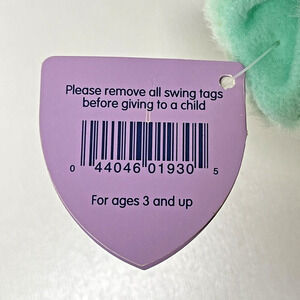 Please remove all swing tags
before giving to a child
0 44046 01930 5
For ages 3 and up